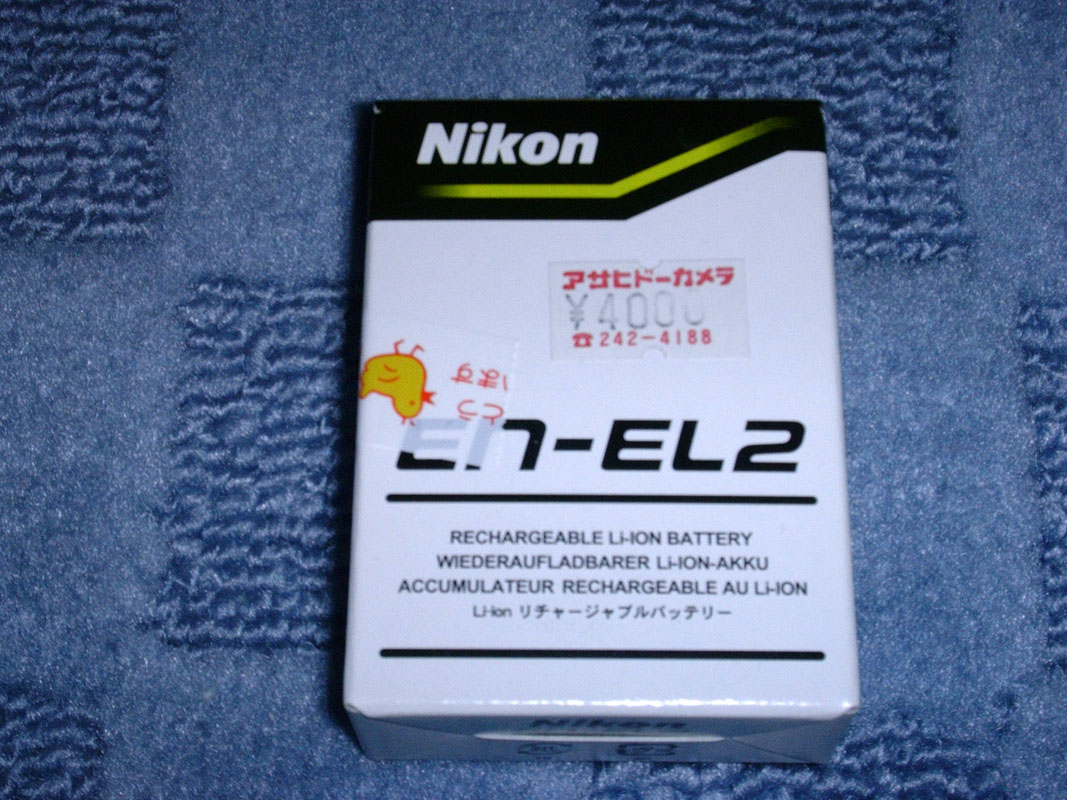 Nikon
アサヒドーカメラ
¥4000
☎242-4188
En-EL2
RECHARGEABLE Li-ION BATTERY
WIEDERAUFLADBARER Li-ION-AKKU
ACCUMULATEUR RECHARGEABLE AU Li-ION
Li-ion リチャージャブルバッテリー
Nikon